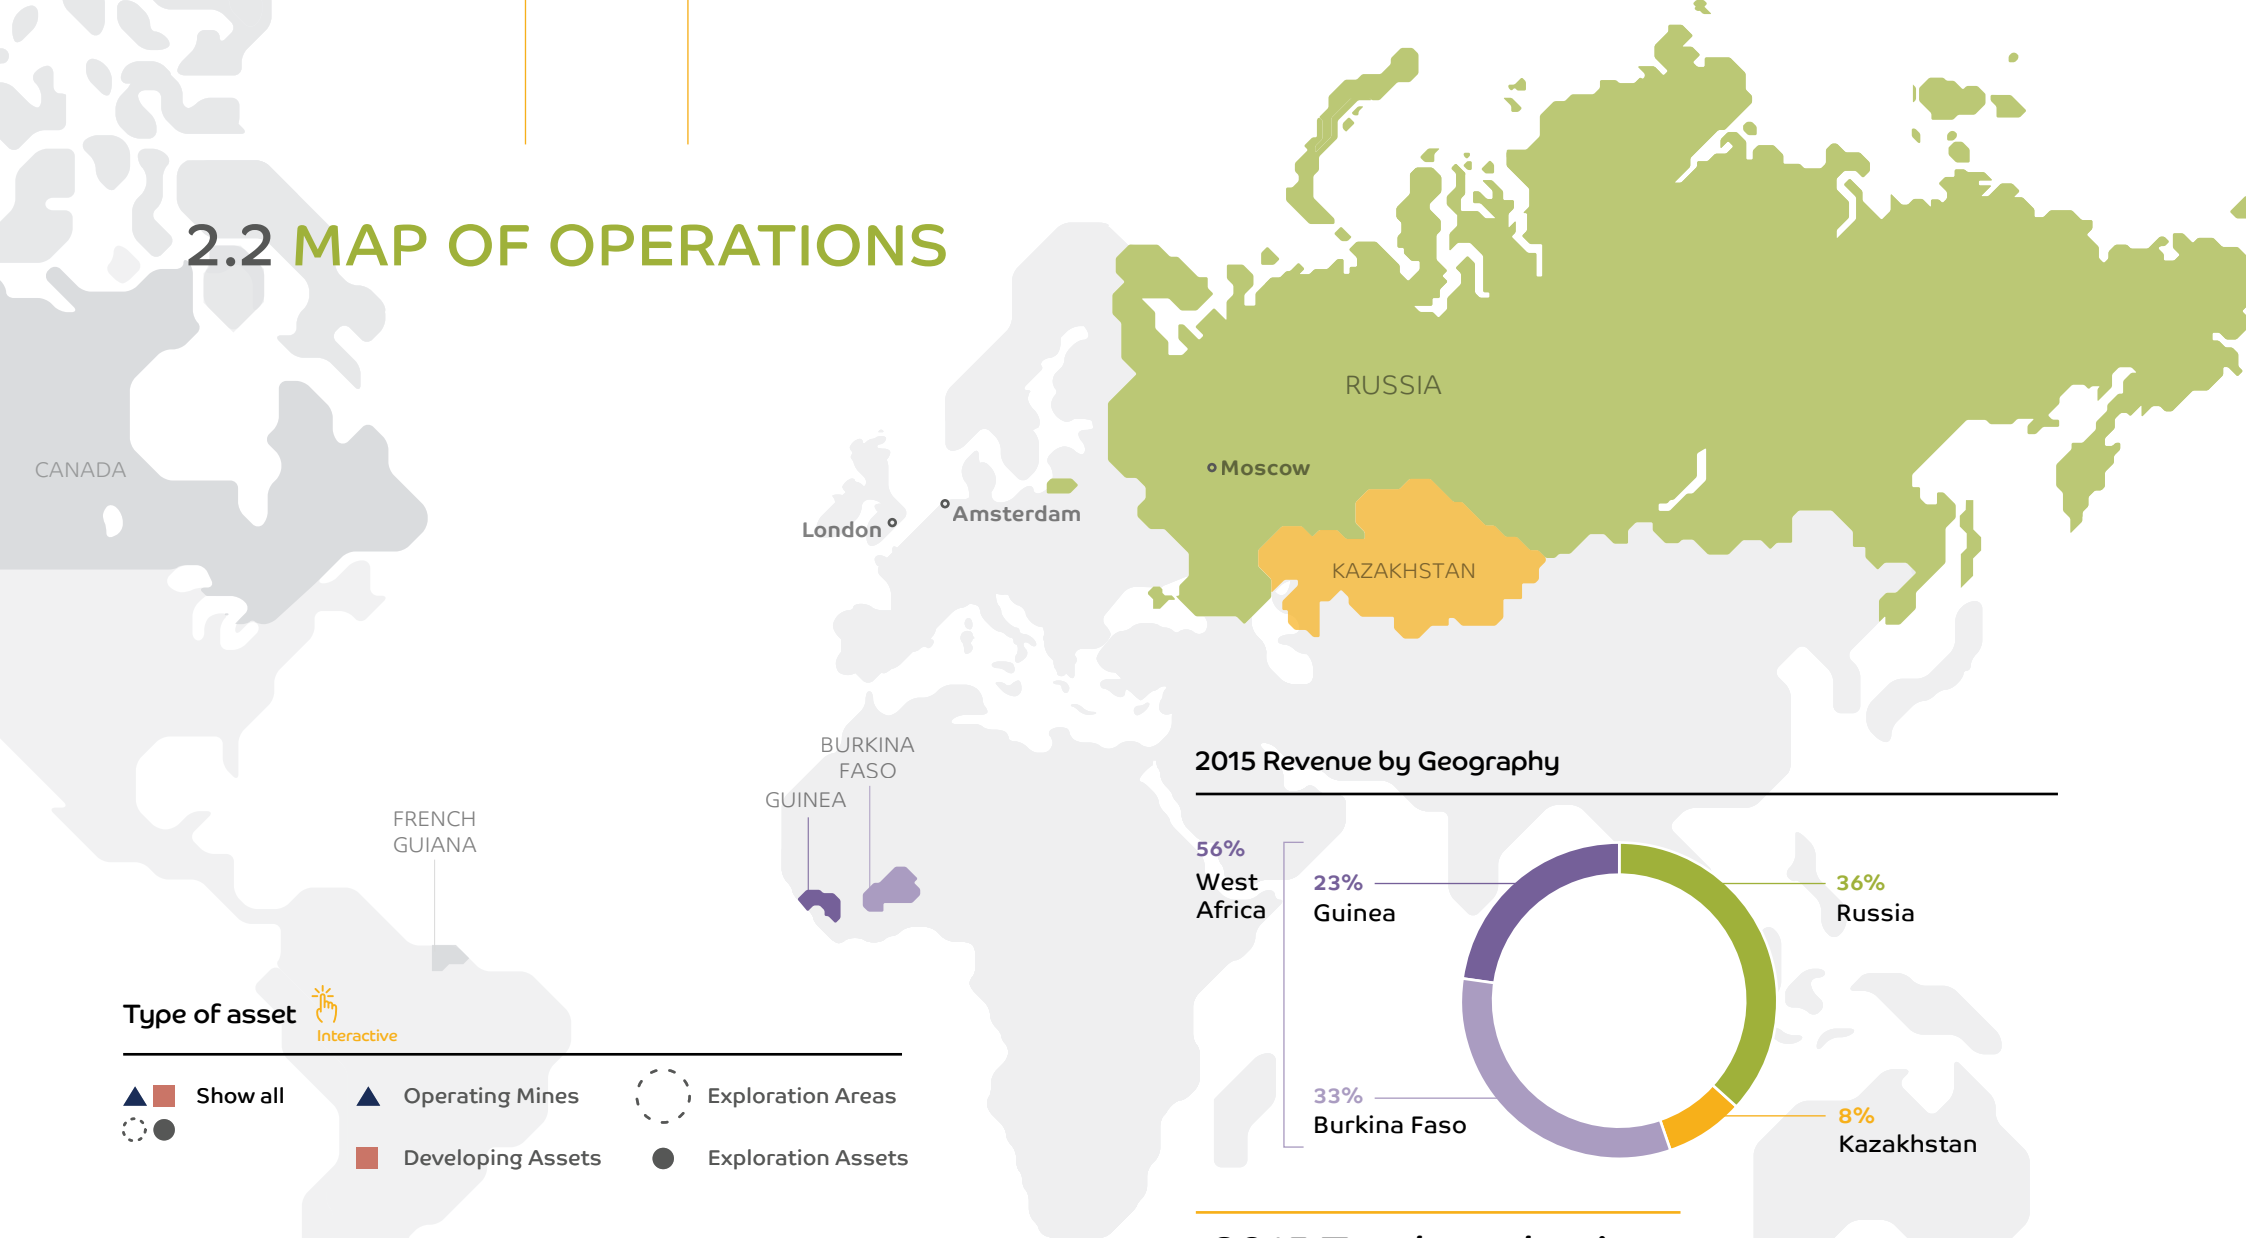 2.2 MAP OF OPERATIONS
RUSSIA
CANADA
Moscow
Amsterdam
London
KAZAKHSTAN
BURKINA
FASO
GUINEA
FRENCH
GUIANA
2015 Revenue by Geography
56%
West
Africa
23%
Guinea
36%
Russia
33%
Burkina Faso
8%
Kazakhstan
Type of asset
Interactive
Show all
Operating Mines
Exploration Areas
Developing Assets
Exploration Assets